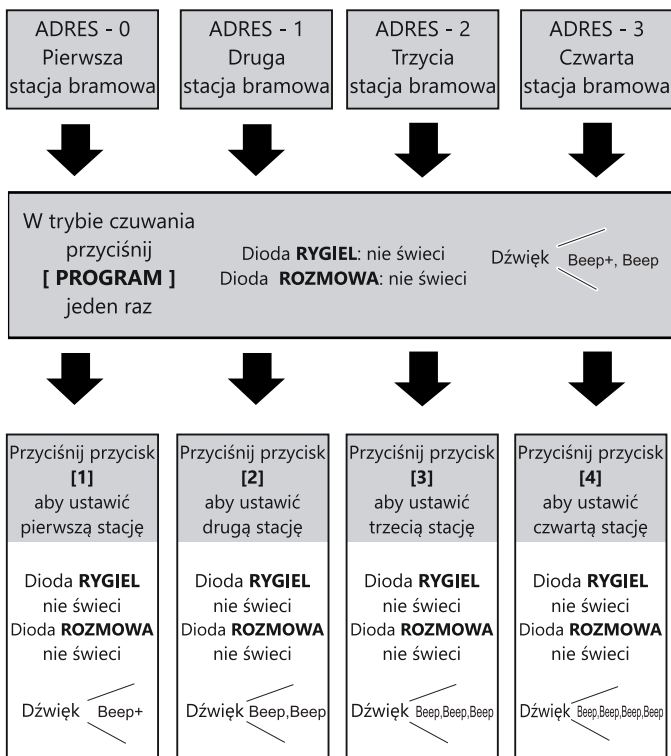 ADRES - 0
Pierwsza
stacja bramowa
ADRES - 1
Druga
stacja bramowa
ADRES - 2
Trzycia
stacja bramowa
ADRES - 3
Czwarta
stacja bramowa
W trybie czuwania
przyciśnij
[ PROGRAM ]
jeden raz
Dioda RYGIEL: nie świeci
Dioda ROZMOWA: nie świeci
Dźwięk Beep+, Beep
Przyciśnij przycisk
[1]
aby ustawić
pierwszą stację
Dioda RYGIEL
nie świeci
Dioda ROZMOWA
nie świeci
Dźwięk Beep+
Przyciśnij przycisk
[2]
aby ustawić
drugą stację
Dioda RYGIEL
nie świeci
Dioda ROZMOWA
nie świeci
Dźwięk Beep,Beep
Przyciśnij przycisk
[3]
aby ustawić
trzecią stację
Dioda RYGIEL
nie świeci
Dioda ROZMOWA
nie świeci
Dźwięk Beep,Beep,Beep
Przyciśnij przycisk
[4]
aby ustawić
czwartą stację
Dioda RYGIEL
nie świeci
Dioda ROZMOWA
nie świeci
Dźwięk Beep,Beep,Beep,Beep